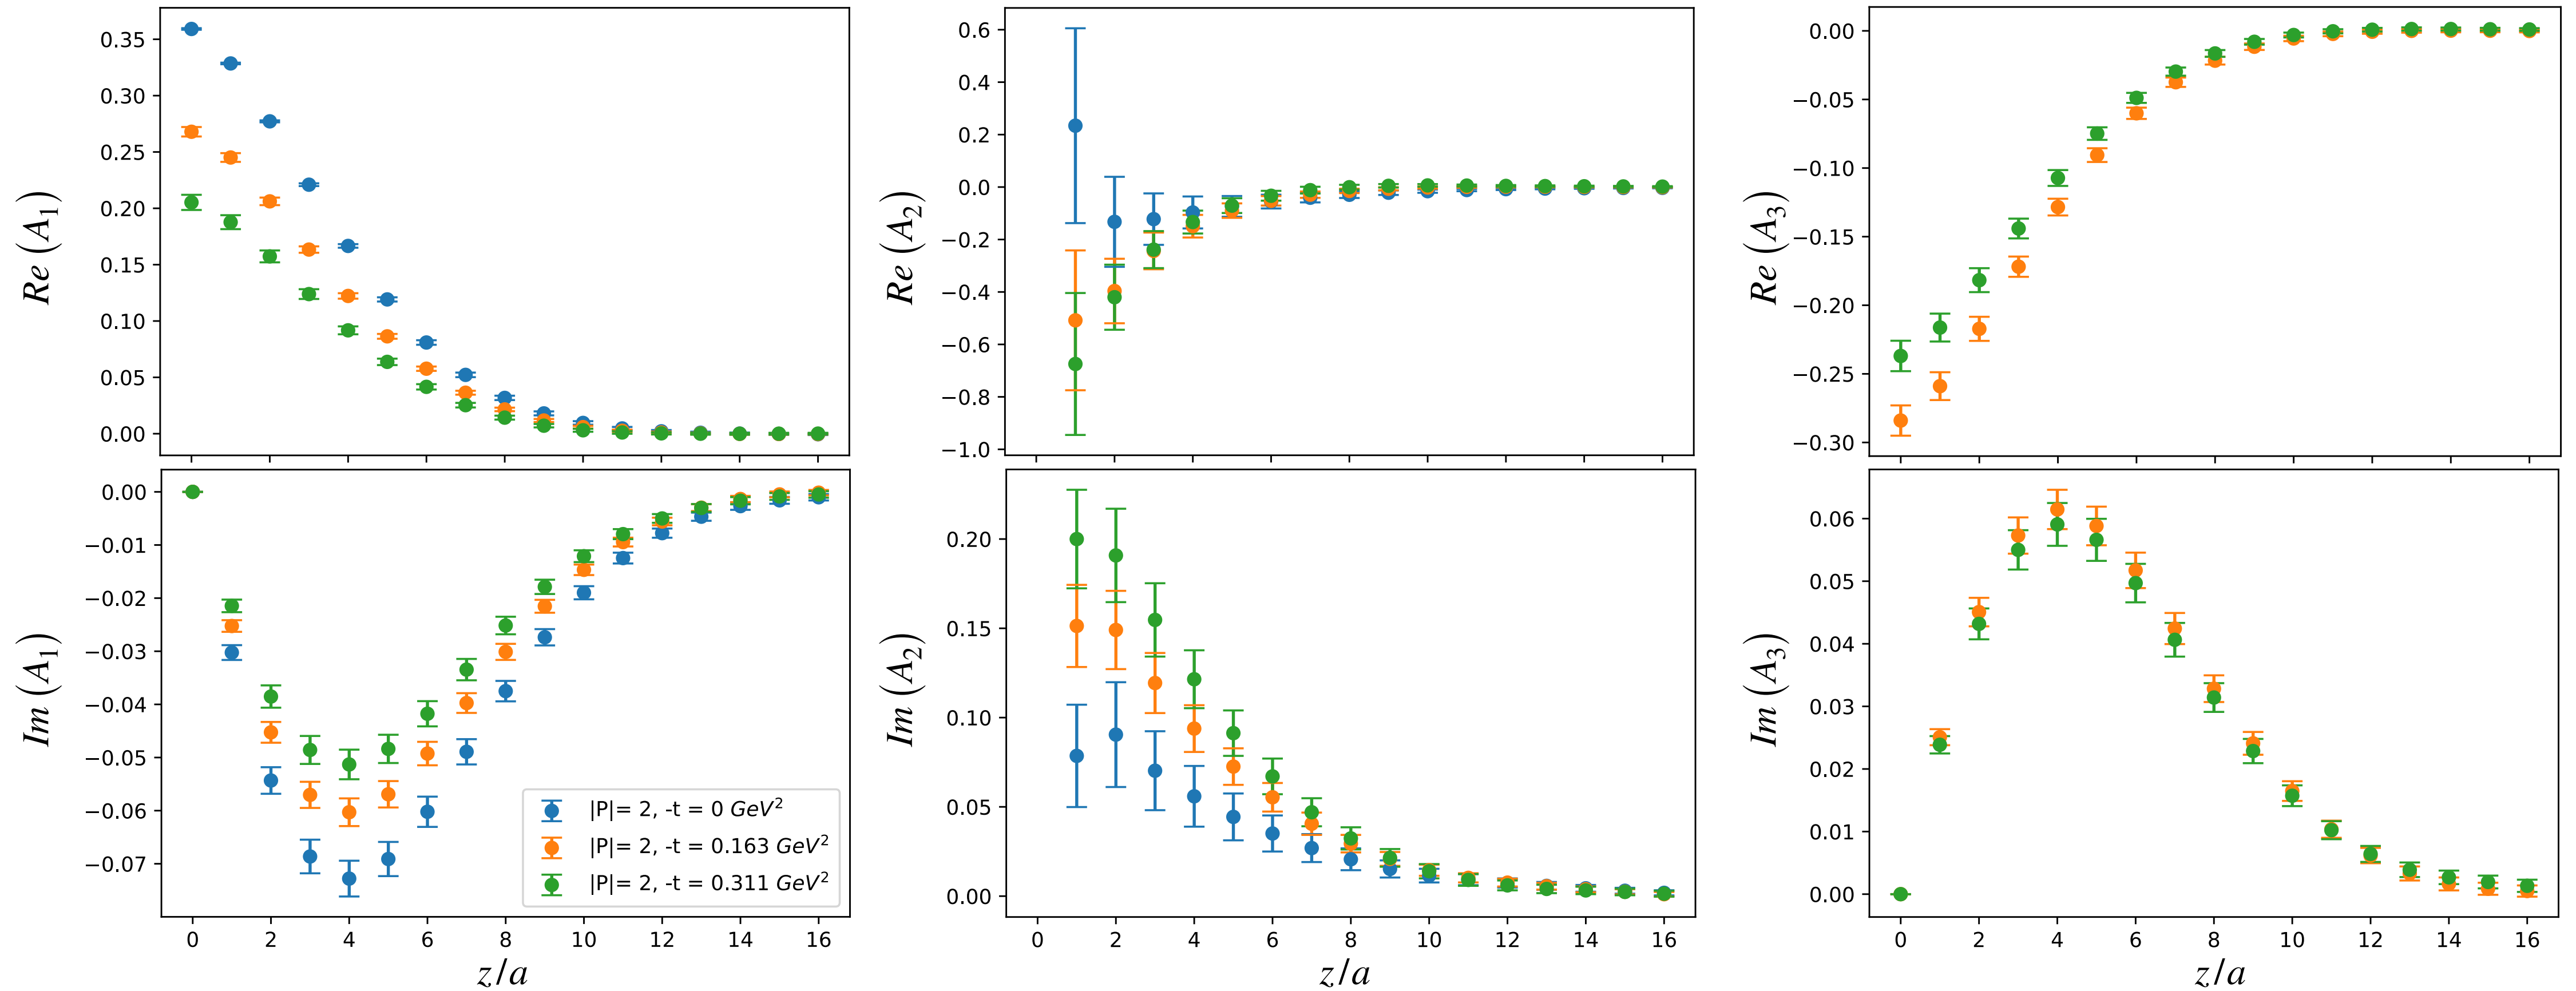 Re (A₁)
0.35
0.30
0.25
0.20
0.15
0.10
0.05
0.00
Re (A₂)
0.6
0.4
0.2
0.0
−0.2
−0.4
−0.6
−0.8
−1.0
Re (A₃)
0.00
−0.05
−0.10
−0.15
−0.20
−0.25
−0.30
Im (A₁)
0.00
−0.01
−0.02
−0.03
−0.04
−0.05
−0.06
−0.07
|P|= 2, -t = 0 GeV²
|P|= 2, -t = 0.163 GeV²
|P|= 2, -t = 0.311 GeV²
0 2 4 6 8 10 12 14 16
z/a
Im (A₂)
0.20
0.15
0.10
0.05
0.00
0 2 4 6 8 10 12 14 16
z/a
Im (A₃)
0.06
0.05
0.04
0.03
0.02
0.01
0.00
0 2 4 6 8 10 12 14 16
z/a